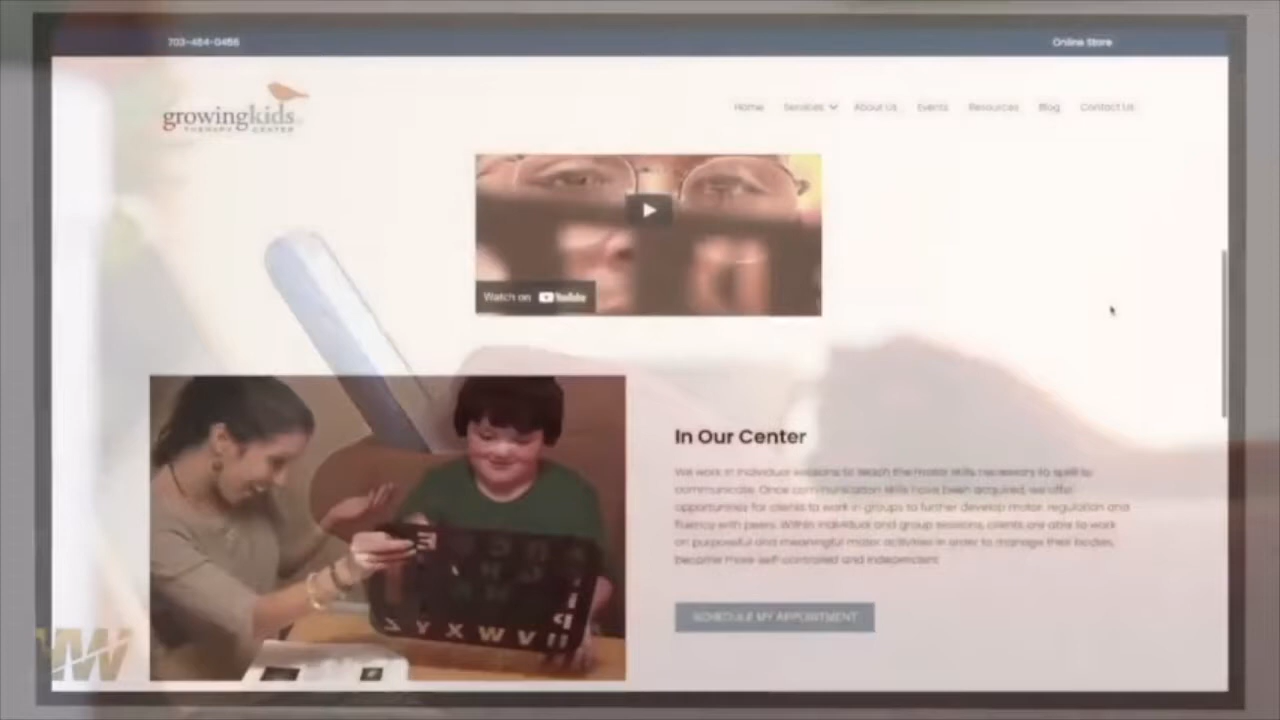 703-454-0486
Online Store
growingkids
THERAPY CENTER
Home Services About Us Events Resources Blog Contact Us
Watch on YouTube
In Our Center
We work in individual sessions to teach the motor skills necessary to spell to
communicate. Once communication skills have been acquired, we offer
opportunities for clients to work in groups to further develop motor, regulation and
fluency with peers. Within individual and group sessions, clients are able to work
on purposeful and meaningful motor activities in order to manage their bodies,
become more self-controlled and independent.
SCHEDULE MY APPOINTMENT
Z Y X W V U